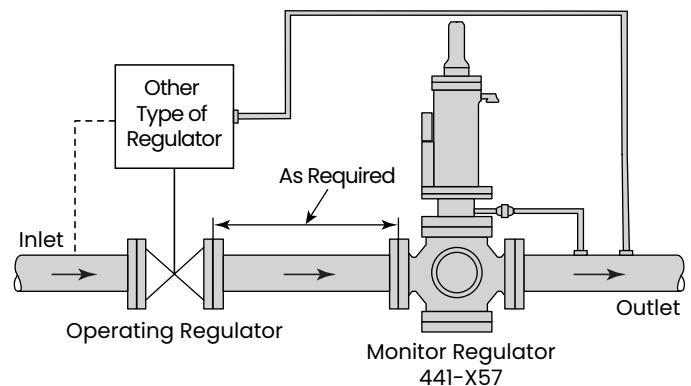 Other
Type of
Regulator
As Required
Inlet
Outlet
Operating Regulator
Monitor Regulator
441-X57